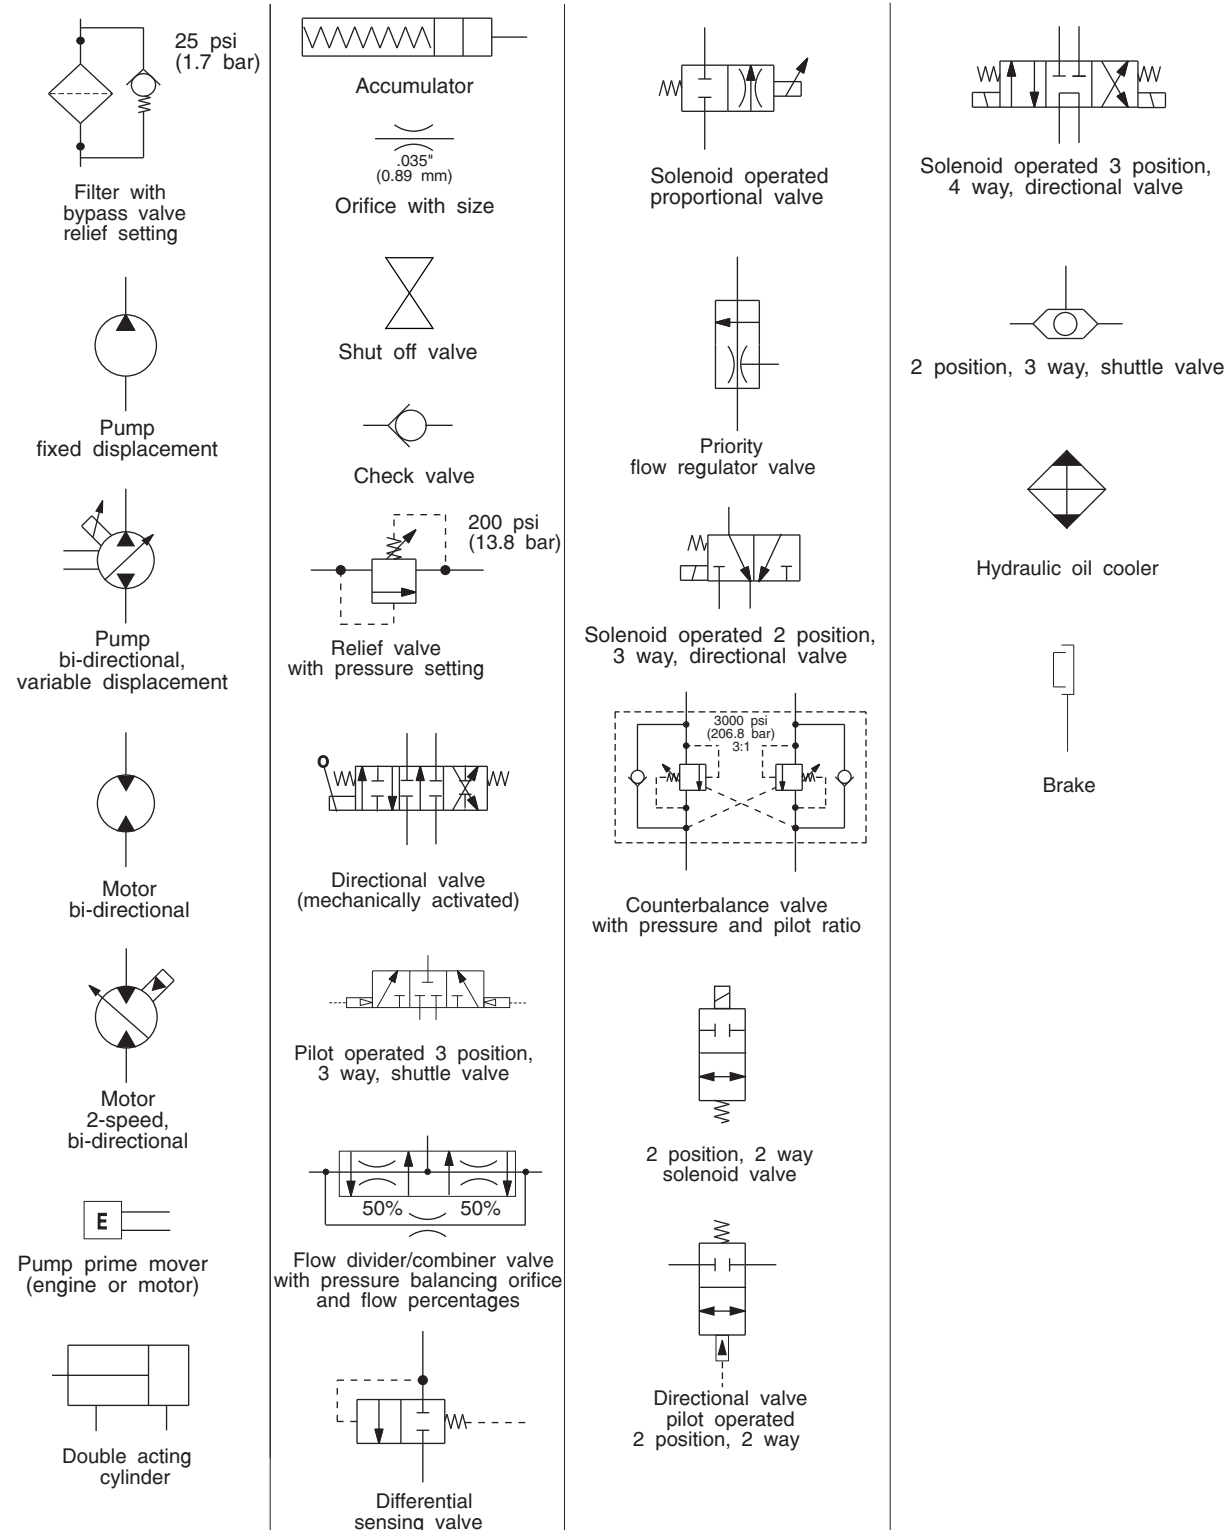 25 psi
(1.7 bar)
Filter with
bypass valve
relief setting
Pump
fixed displacement
Pump
bi-directional,
variable displacement
Motor
bi-directional
Motor
2-speed,
bi-directional
E
Pump prime mover
(engine or motor)
Double acting
cylinder
Accumulator
.035"
(0.89 mm)
Orifice with size
Shut off valve
Check valve
200 psi
(13.8 bar)
Relief valve
with pressure setting
Directional valve
(mechanically activated)
Pilot operated 3 position,
3 way, shuttle valve
50% 50%
Flow divider/combiner valve
with pressure balancing orifice
and flow percentages
Differential
sensing valve
Solenoid operated
proportional valve
Priority
flow regulator valve
Solenoid operated 2 position,
3 way, directional valve
3000 psi
(206.8 bar)
3:1
Counterbalance valve
with pressure and pilot ratio
2 position, 2 way
solenoid valve
Directional valve
pilot operated
2 position, 2 way
Solenoid operated 3 position,
4 way, directional valve
2 position, 3 way, shuttle valve
Hydraulic oil cooler
Brake